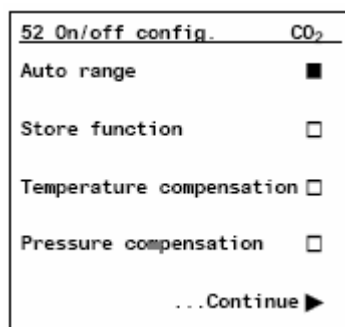 52 On/off config. CO₂
Auto range ■
Store function □
Temperature compensation □
Pressure compensation □
...Continue ▶